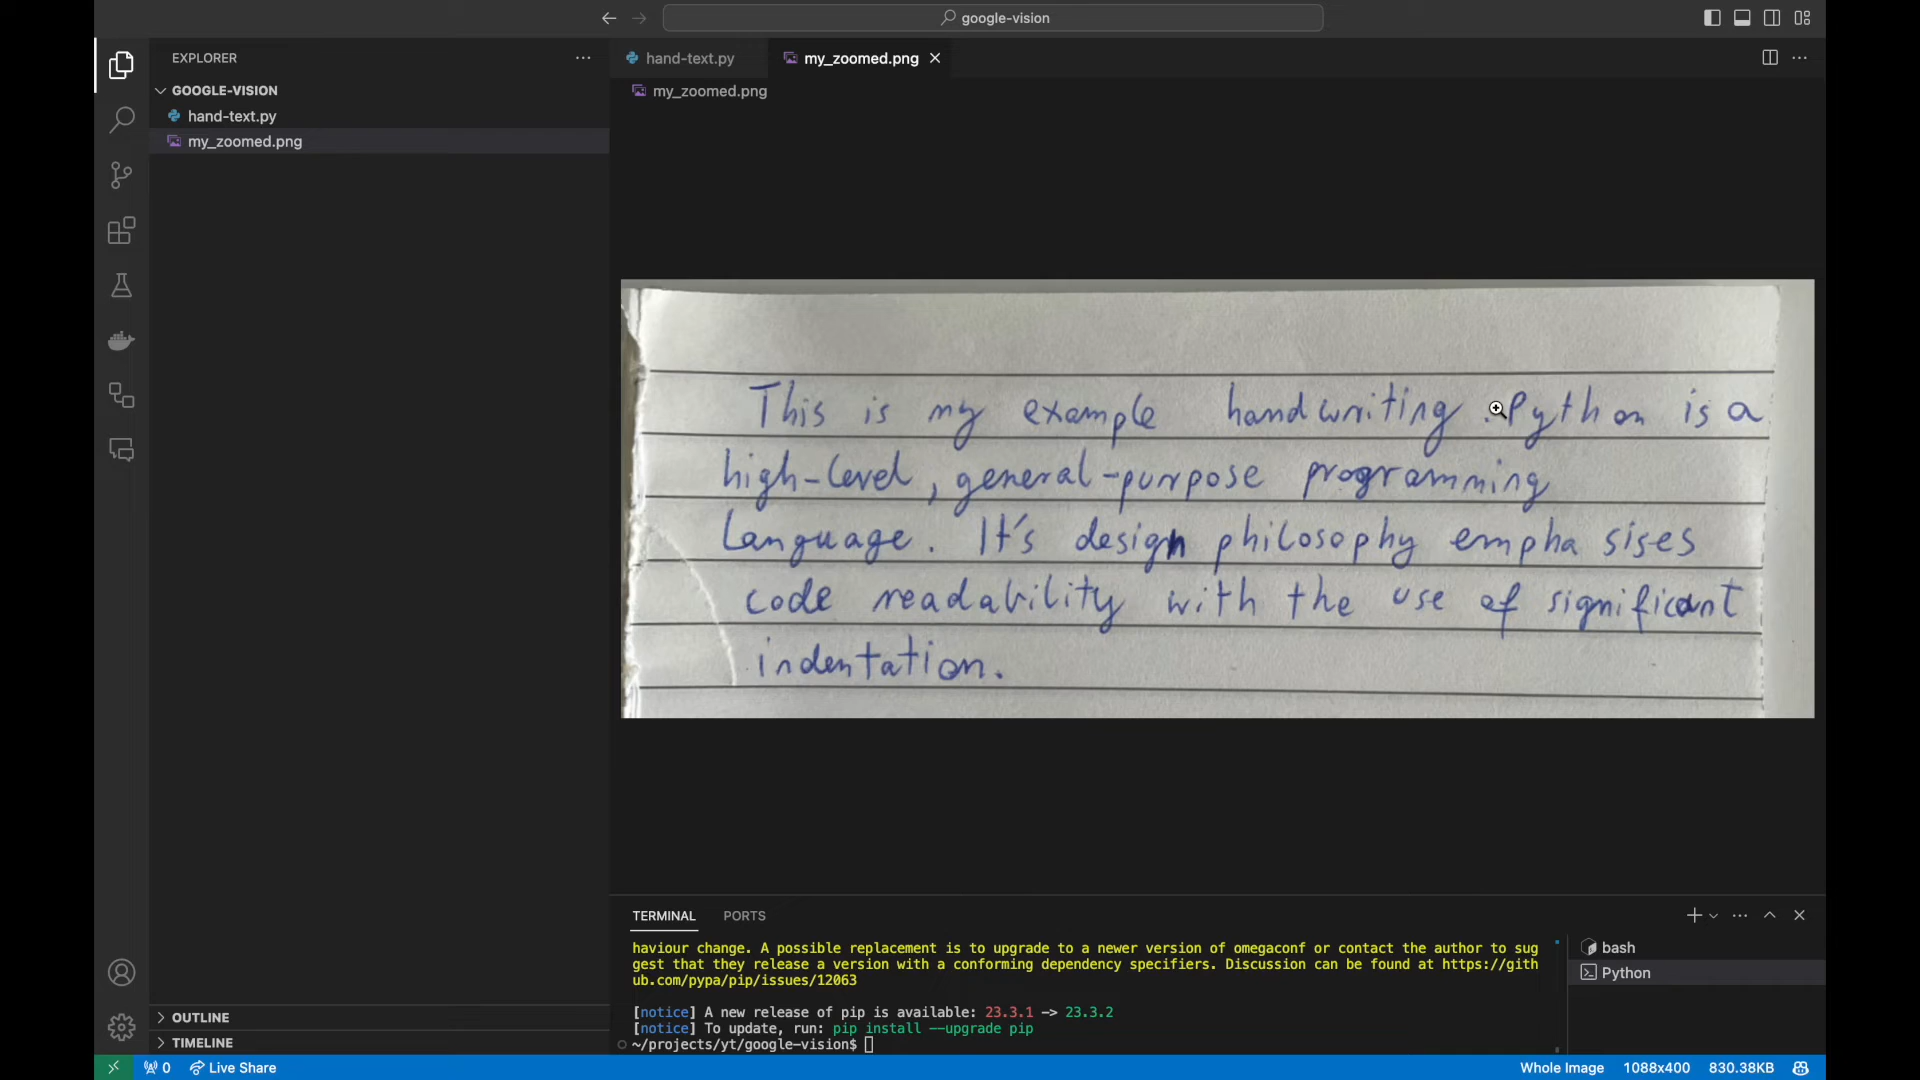 google-vision
EXPLORER
hand-text.py
my_zoomed.png
GOOGLE-VISION
hand-text.py
my_zoomed.png
my_zoomed.png
This is my example handwriting. Python is a
high-level, general-purpose programming
language. It's design philosophy emphasises
code readability with the use of significant
indentation.
TERMINAL
PORTS
haviour change. A possible replacement is to upgrade to a newer version of omegaconf or contact the author to sug
gest that they release a version with a conforming dependency specifiers. Discussion can be found at https://gith
ub.com/pypa/pip/issues/12063
[notice] A new release of pip is available: 23.3.1 -> 23.3.2
[notice] To update, run: pip install --upgrade pip
~/projects/yt/google-vision$
bash
Python
OUTLINE
TIMELINE
0
Live Share
Whole Image
1088x400
830.38KB